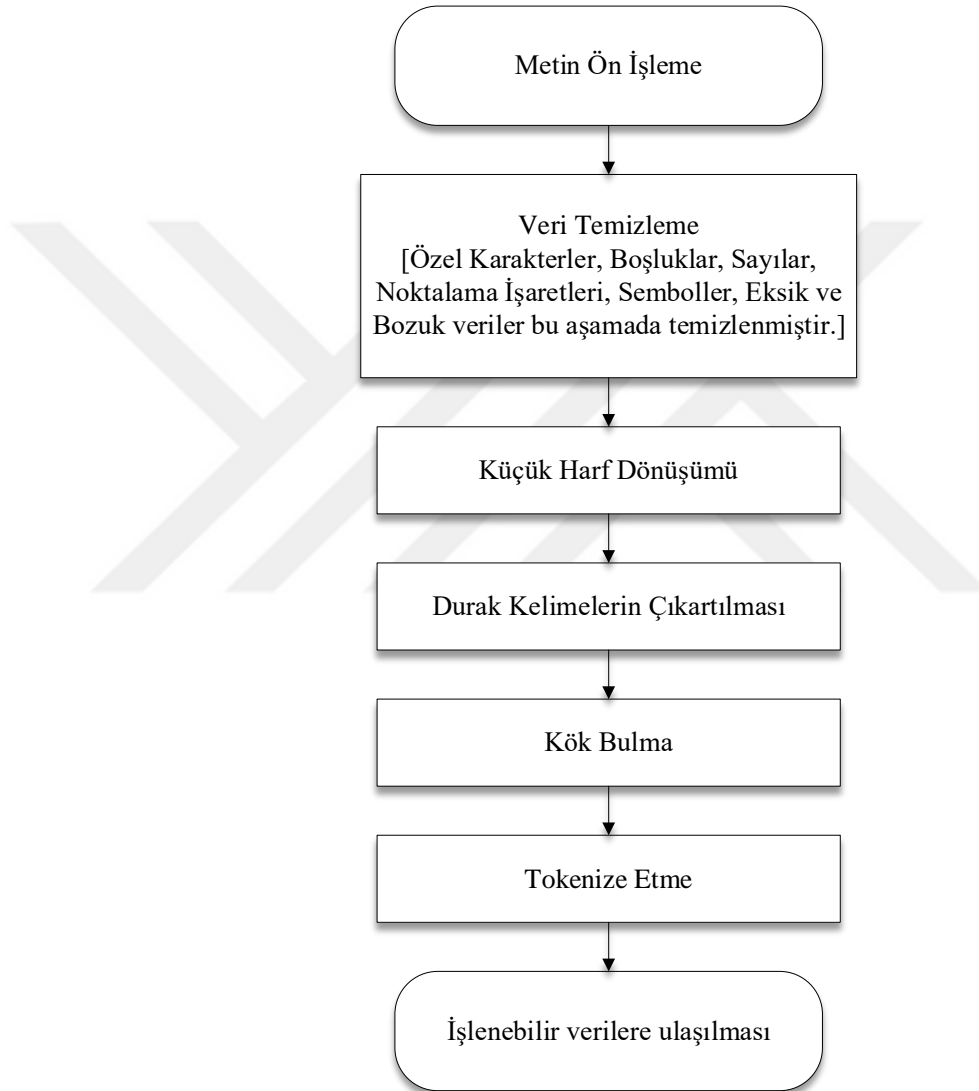 Metin Ön İşleme
Veri Temizleme
[Özel Karakterler, Boşluklar, Sayılar,
Noktalama İşaretleri, Semboller, Eksik ve
Bozuk veriler bu aşamada temizlenmiştir.]
Küçük Harf Dönüşümü
Durak Kelimelerin Çıkartılması
Kök Bulma
Tokenize Etme
İşlenebilir verilere ulaşılması